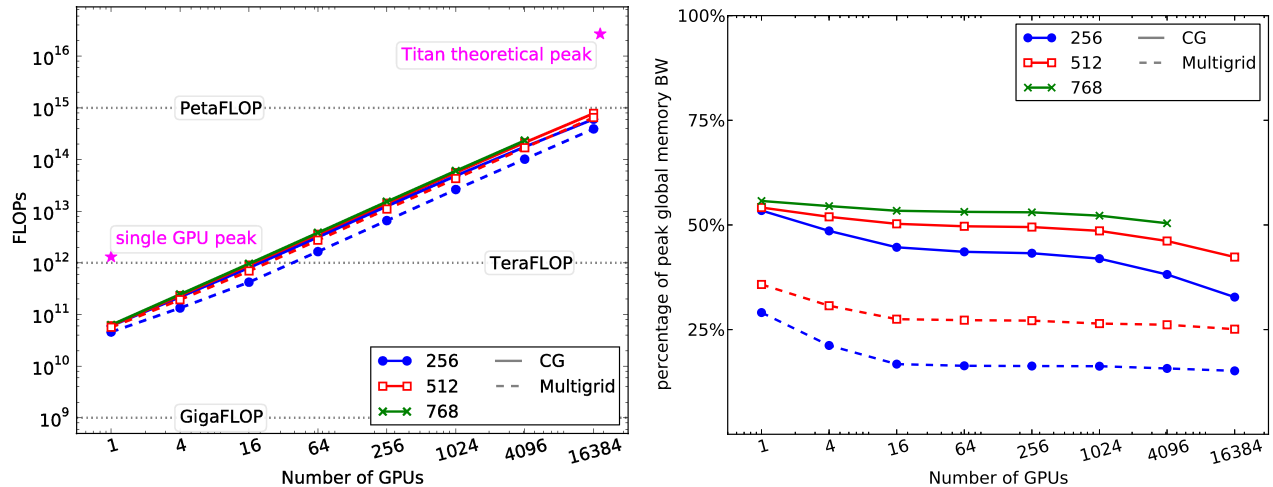 10^16
10^15
10^14
10^13
10^12
10^11
10^10
10^9
FLOPs
Titan theoretical peak
PetaFLOP
single GPU peak
TeraFLOP
GigaFLOP
256
512
768
CG
Multigrid
1
4
16
64
256
1024
4096
16384
Number of GPUs
100%
75%
50%
25%
percentage of peak global memory BW
256
512
768
CG
Multigrid
1
4
16
64
256
1024
4096
16384
Number of GPUs